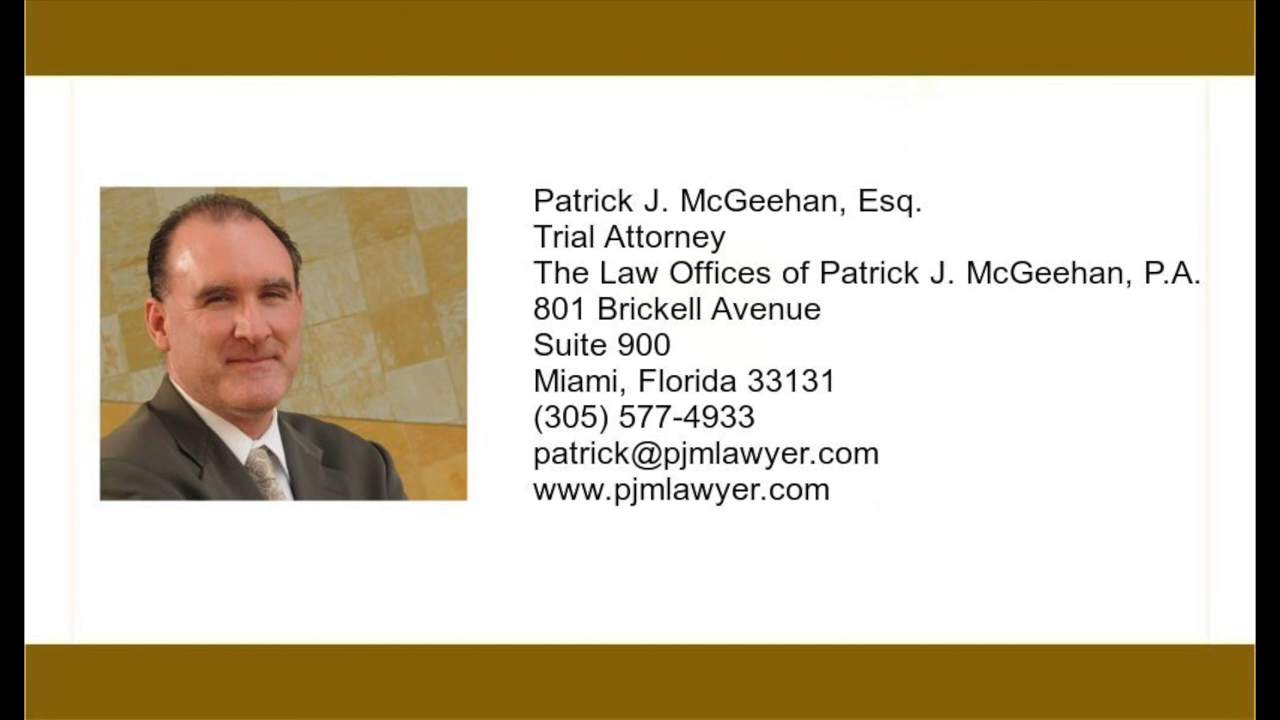 Patrick J. McGeehan, Esq.
Trial Attorney
The Law Offices of Patrick J. McGeehan, P.A.
801 Brickell Avenue
Suite 900
Miami, Florida 33131
(305) 577-4933
patrick@pjmlawyer.com
www.pjmlawyer.com